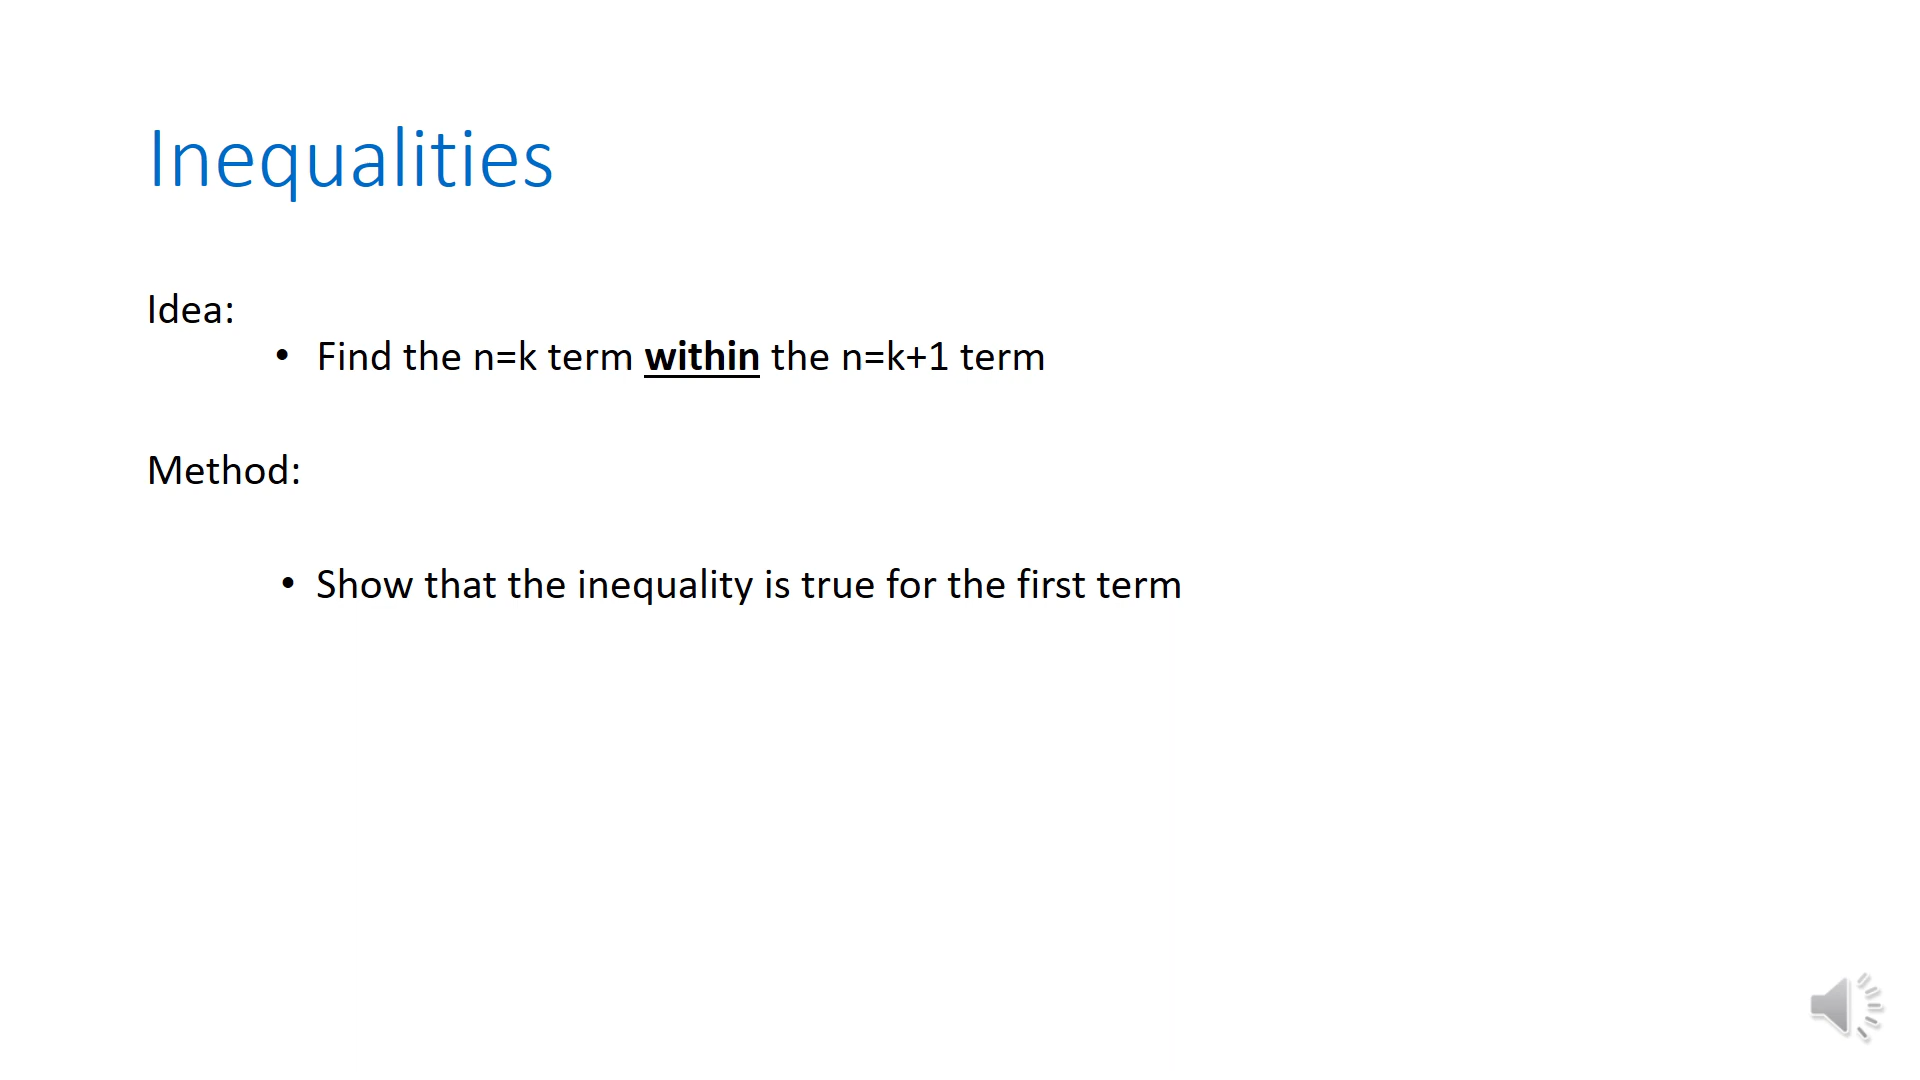 Inequalities
Idea:
• Find the n=k term within the n=k+1 term
Method:
• Show that the inequality is true for the first term